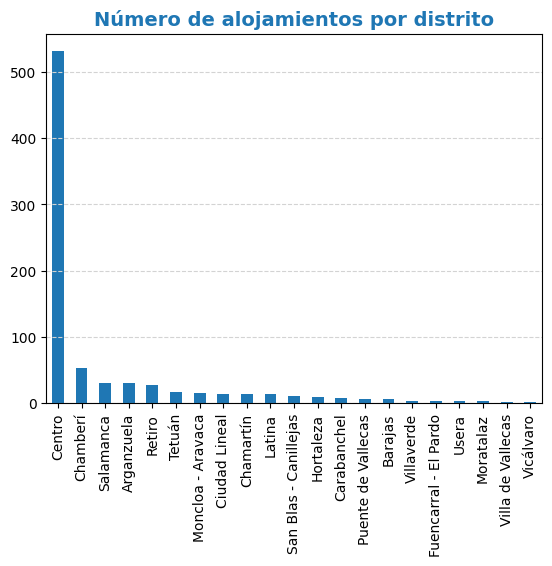 Número de alojamientos por distrito
500
400
300
200
100
0
Centro
Chamberí
Salamanca
Arganzuela
Retiro
Tetuán
Moncloa - Aravaca
Ciudad Lineal
Chamartín
Latina
San Blas - Canillejas
Hortaleza
Carabanchel
Puente de Vallecas
Barajas
Villaverde
Fuencarral - El Pardo
Usera
Moratalaz
Villa de Vallecas
Vicálvaro